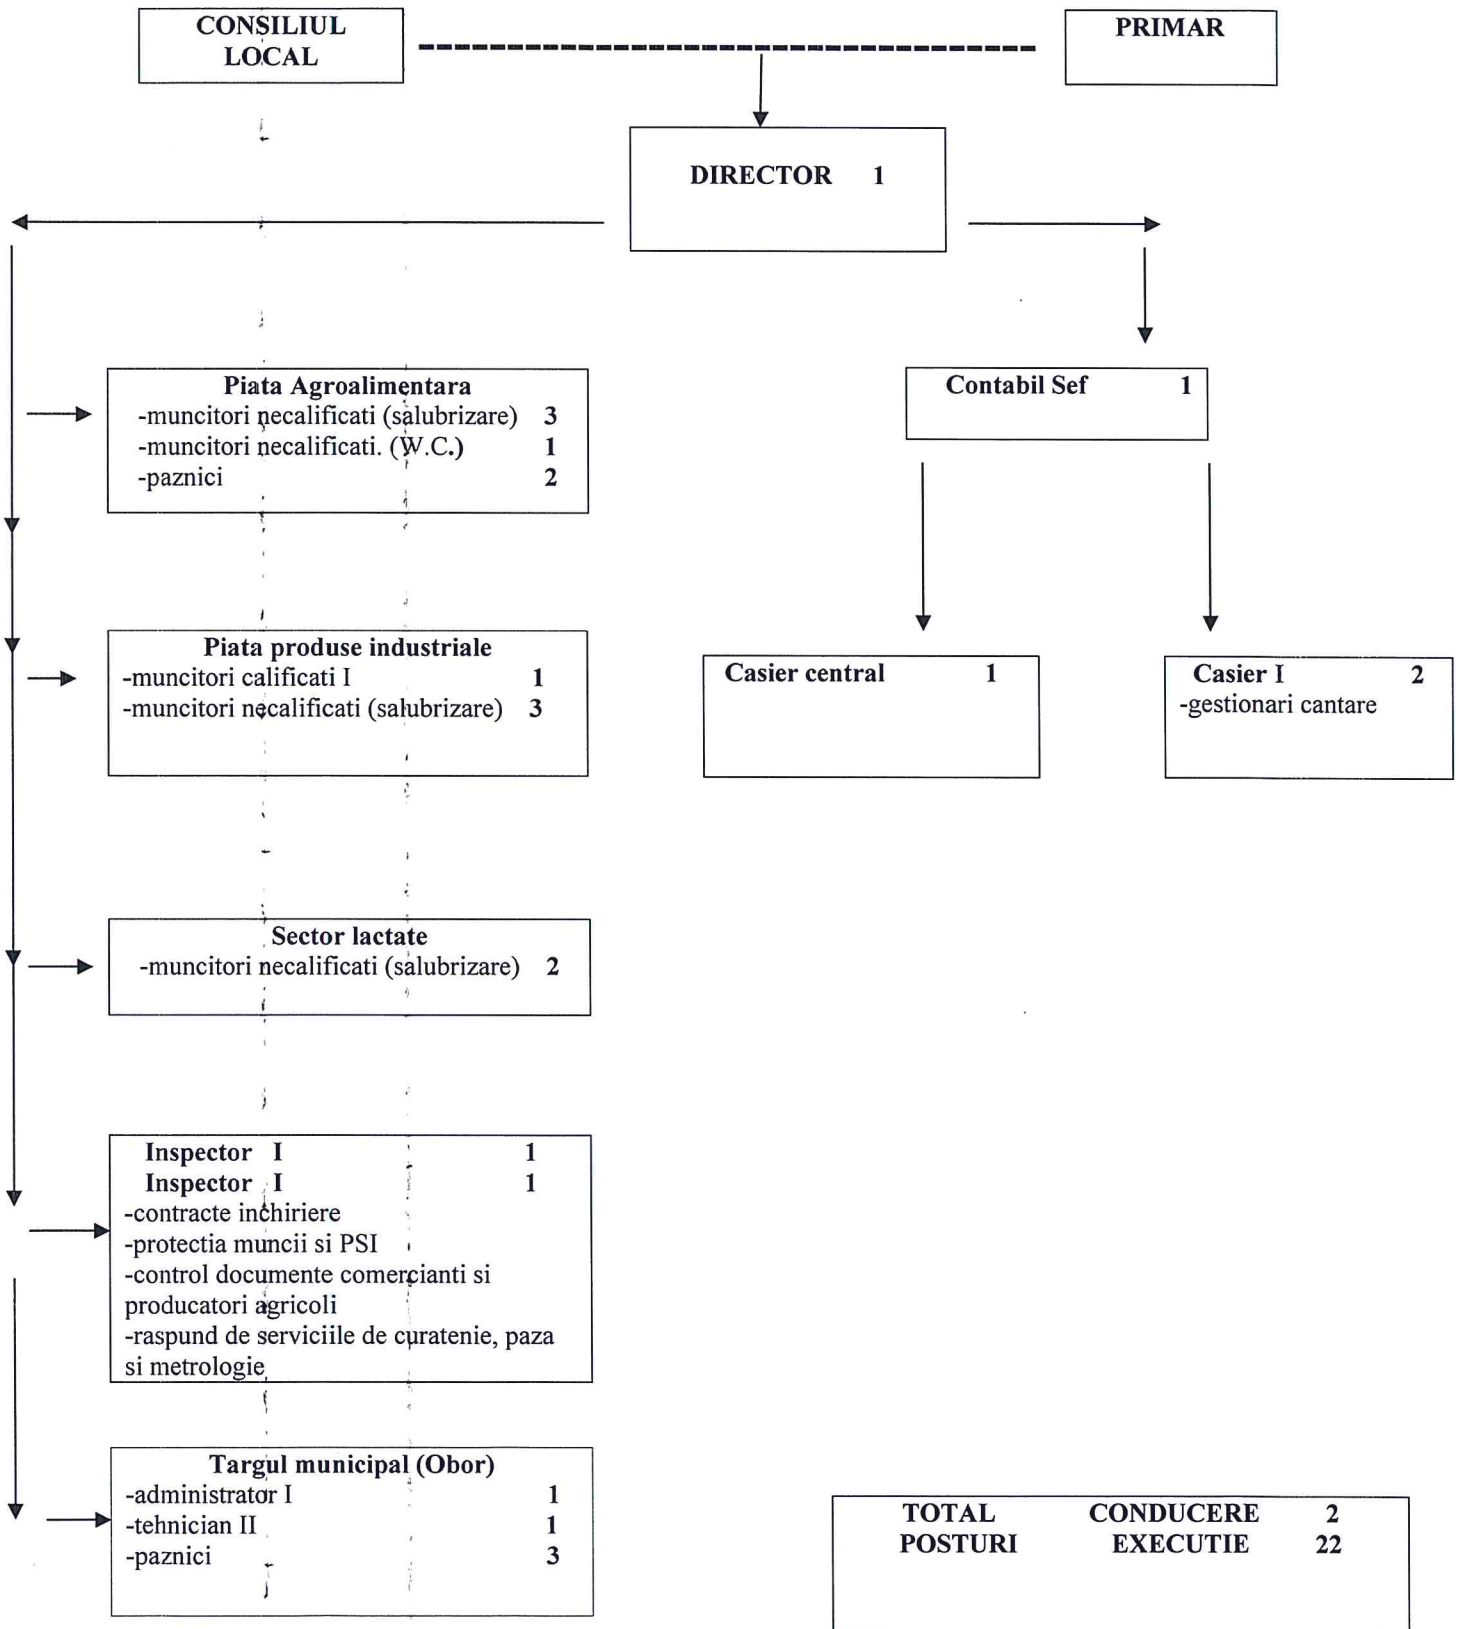 CONSILIUL
LOCAL
PRIMAR
DIRECTOR 1
Piata Agroalimentara
-muncitori necalificati (salubrizare) 3
-muncitori necalificati. (W.C.) 1
-paznici 2
Contabil Sef 1
Piata produse industriale
-muncitori calificati I 1
-muncitori necalificati (salubrizare) 3
Casier central 1
Casier I 2
-gestionari cantare
Sector lactate
-muncitori necalificati (salubrizare) 2
Inspector I 1
Inspector I 1
-contracte inchiriere
-protectia muncii si PSI
-control documente comercianti si
producatori agricoli
-raspund de serviciile de curatenie, paza
si metrologie
Targul municipal (Obor)
-administrator I 1
-tehnician II 1
-paznici 3
TOTAL CONDUCERE 2
POSTURI EXECUTIE 22